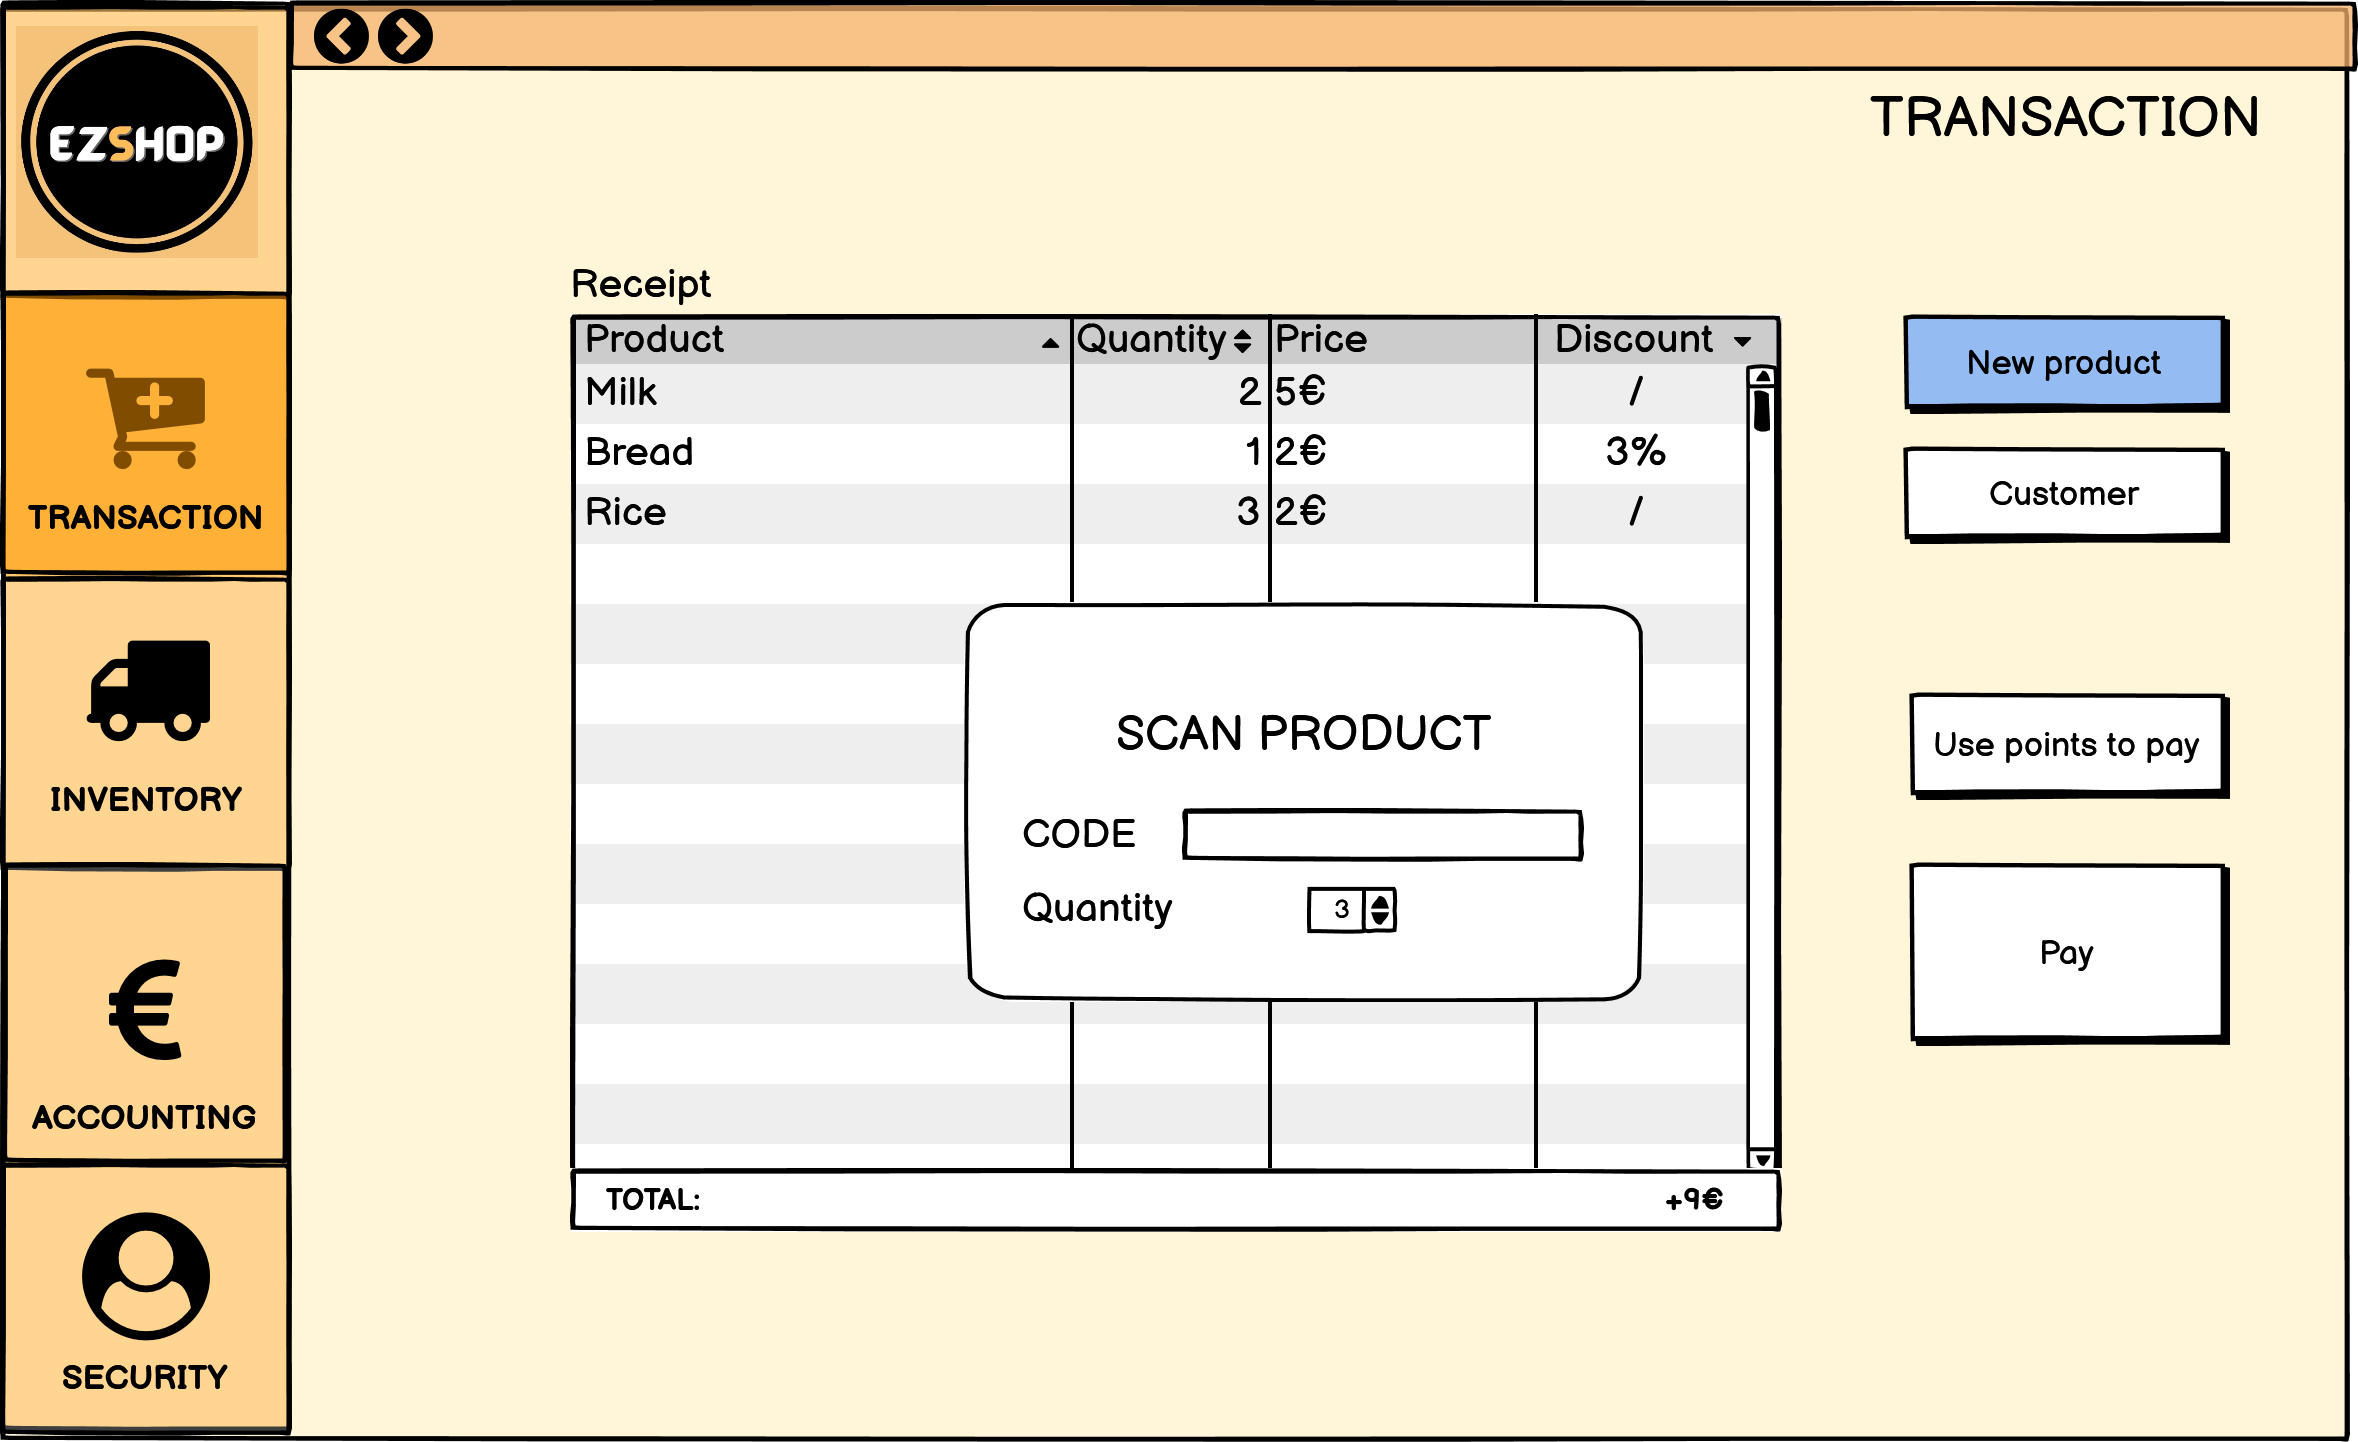 EZSHOP
TRANSACTION
INVENTORY
ACCOUNTING
SECURITY
TRANSACTION
Receipt
Product Quantity Price Discount
Milk 2 5€ /
Bread 1 2€ 3%
Rice 3 2€ /
SCAN PRODUCT
CODE
Quantity 3
TOTAL: +9€
New product
Customer
Use points to pay
Pay